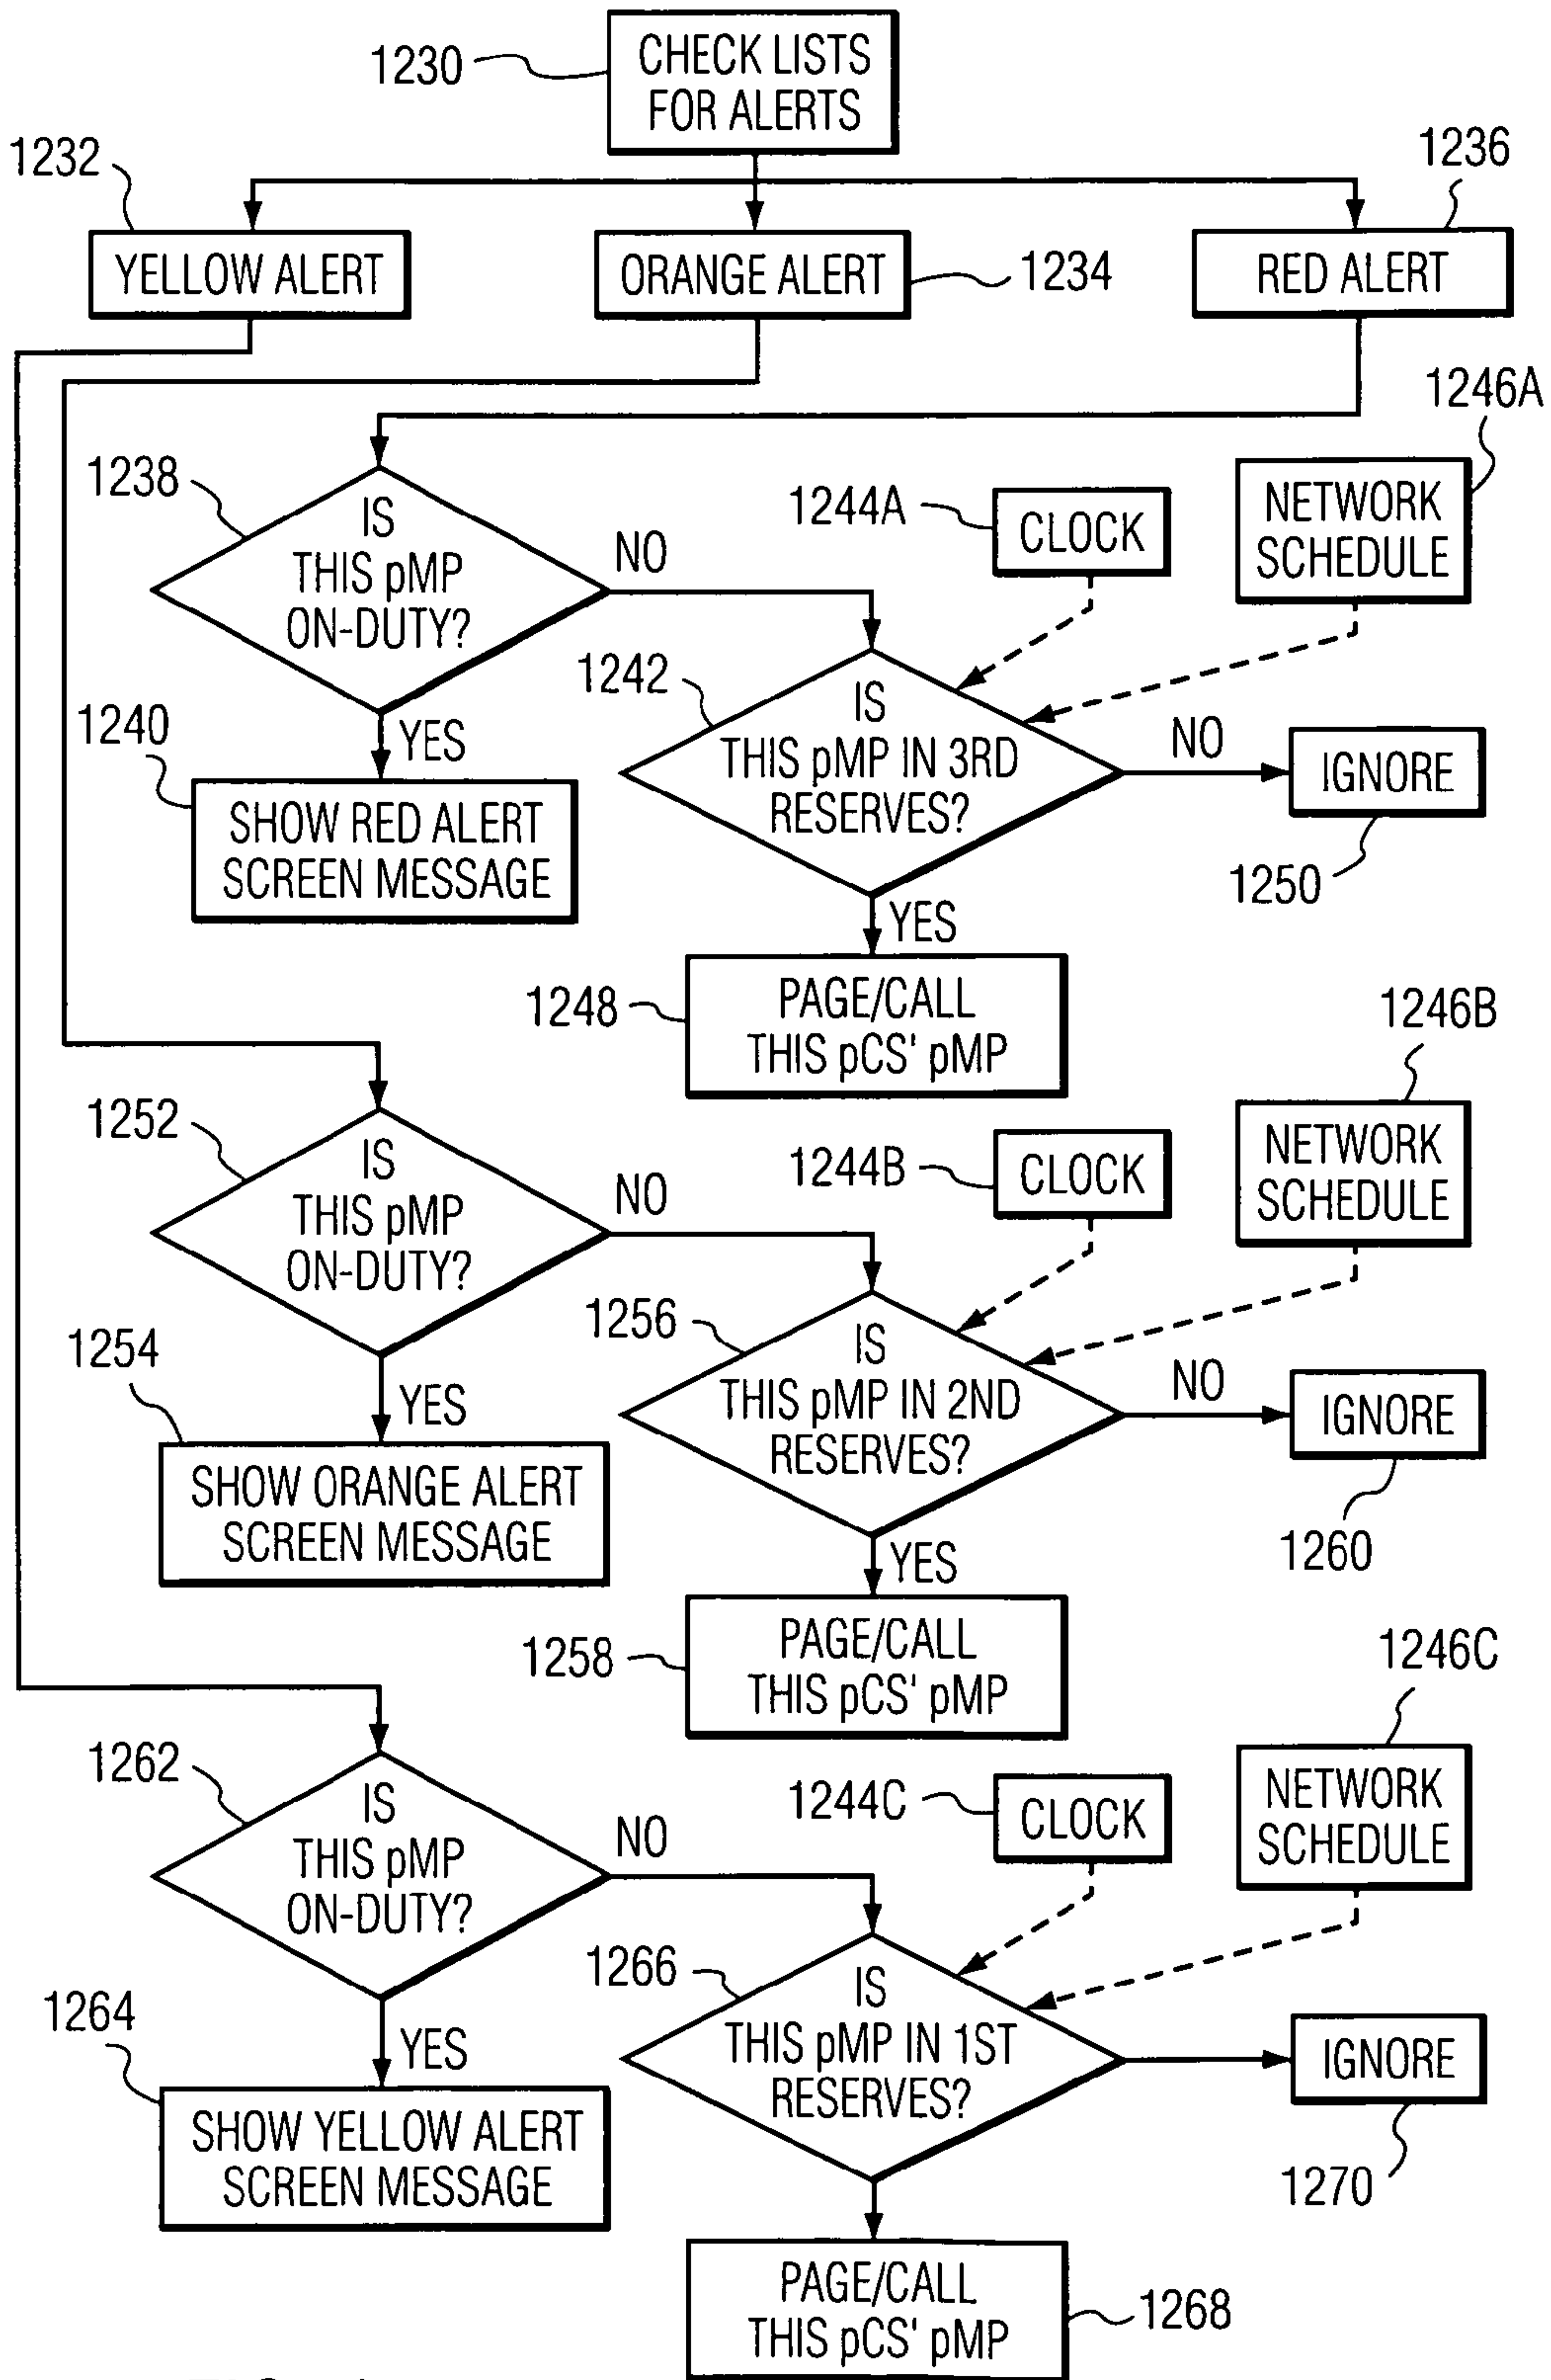 1230
CHECK LISTS
FOR ALERTS
1232
1236
YELLOW ALERT
ORANGE ALERT
1234
RED ALERT
1246A
1238
IS
THIS pMP
ON-DUTY?
NO
1244A
CLOCK
NETWORK
SCHEDULE
1240
YES
SHOW RED ALERT
SCREEN MESSAGE
1242
IS
THIS pMP IN 3RD
RESERVES?
NO
IGNORE
1250
YES
1248
PAGE/CALL
THIS pCS' pMP
1246B
1252
IS
THIS pMP
ON-DUTY?
NO
1244B
CLOCK
NETWORK
SCHEDULE
1254
YES
SHOW ORANGE ALERT
SCREEN MESSAGE
1256
IS
THIS pMP IN 2ND
RESERVES?
NO
IGNORE
1260
YES
1258
PAGE/CALL
THIS pCS' pMP
1246C
1262
IS
THIS pMP
ON-DUTY?
NO
1244C
CLOCK
NETWORK
SCHEDULE
1264
YES
SHOW YELLOW ALERT
SCREEN MESSAGE
1266
IS
THIS pMP IN 1ST
RESERVES?
IGNORE
1270
PAGE/CALL
THIS pCS' pMP
1268